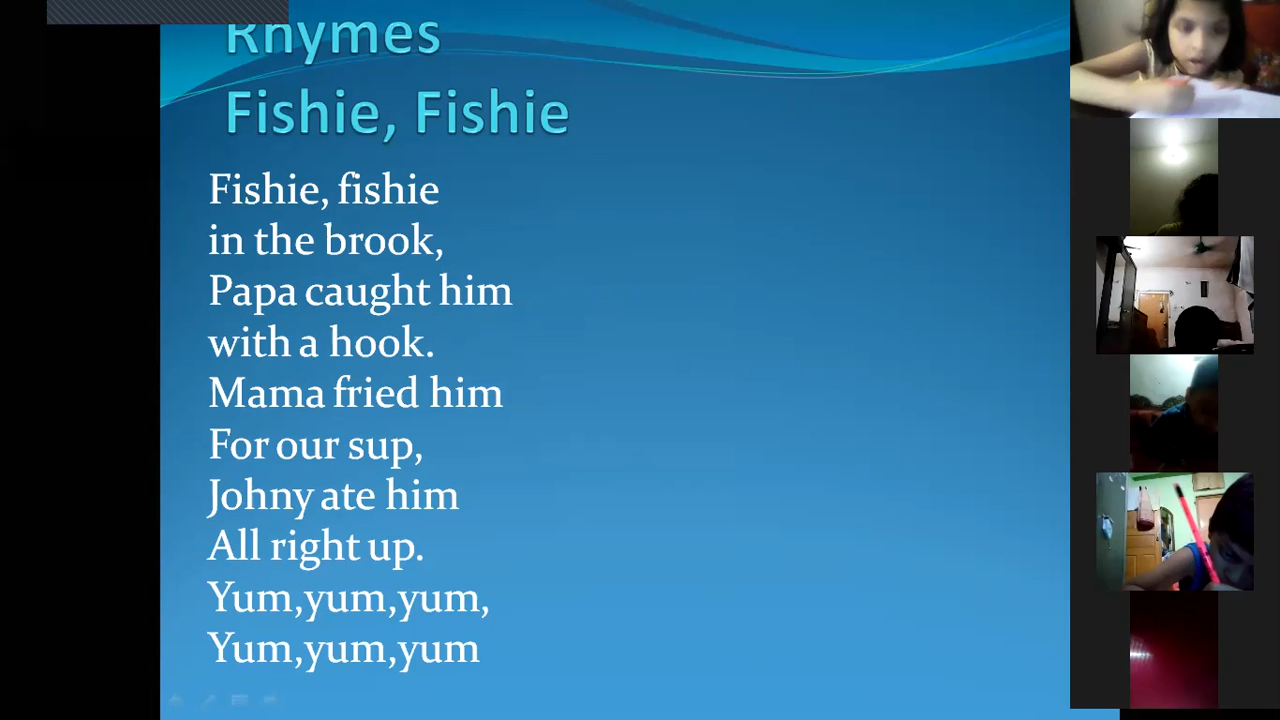 Rhymes
Fishie, Fishie
Fishie, fishie
in the brook,
Papa caught him
with a hook.
Mama fried him
For our sup,
Johny ate him
All right up.
Yum,yum,yum,
Yum,yum,yum